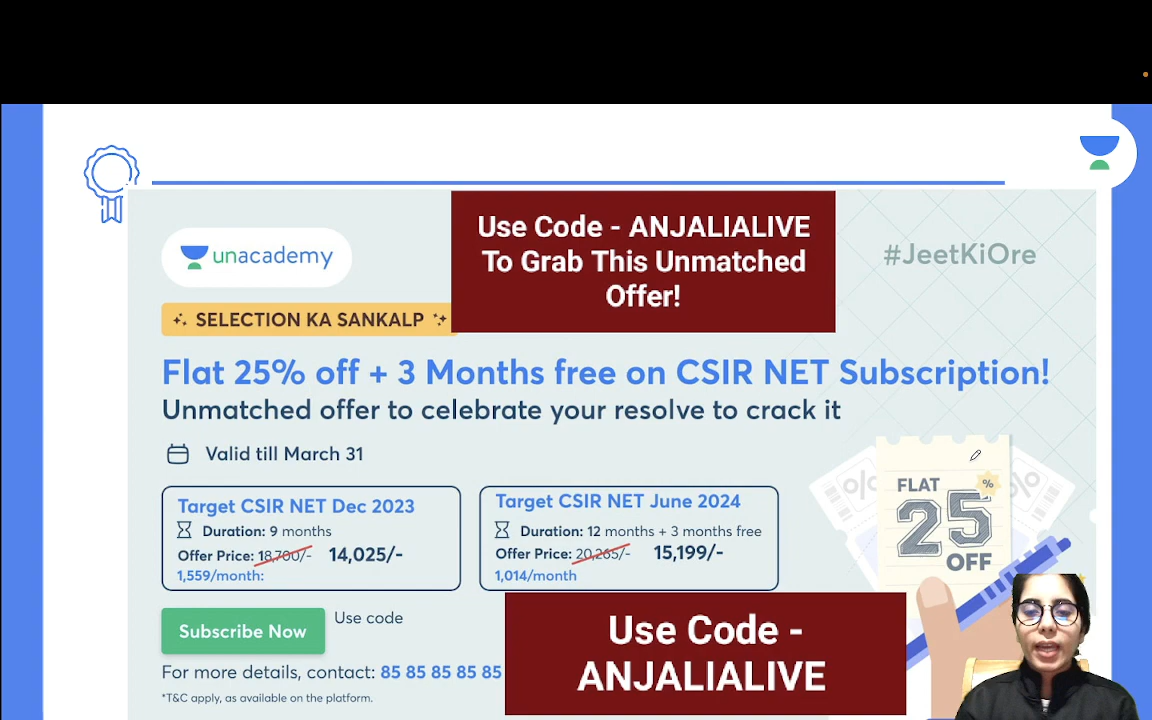 Use Code - ANJALIALIVE
To Grab This Unmatched
Offer!
unacademy
#JeetKiOre
SELECTION KA SANKALP
Flat 25% off + 3 Months free on CSIR NET Subscription!
Unmatched offer to celebrate your resolve to crack it
Valid till March 31
Target CSIR NET Dec 2023
Duration: 9 months
Offer Price: 18,700/- 14,025/-
1,559/month:
Target CSIR NET June 2024
Duration: 12 months + 3 months free
Offer Price: 20,265/- 15,199/-
1,014/month
%
%
%
FLAT
25
OFF
Subscribe Now
Use code
Use Code -
ANJALIALIVE
For more details, contact: 85 85 85 85 85
*T&C apply, as available on the platform.